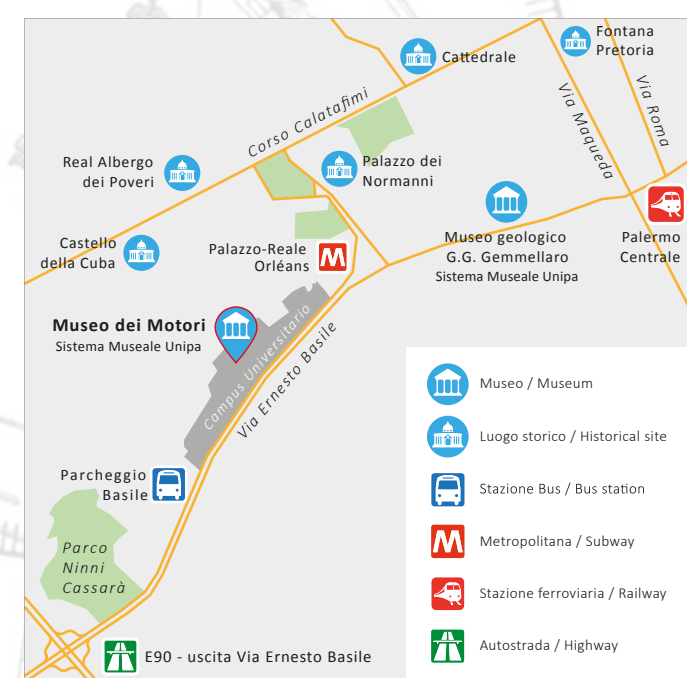 Fontana
Pretoria
Cattedrale
Corso Calatafimi
Via Maqueda
Via Roma
Real Albergo
dei Poveri
Palazzo dei
Normanni
Castello
della Cuba
Palazzo-Reale
Orléans
M
Museo geologico
G.G. Gemmellaro
Sistema Museale Unipa
Palermo
Centrale
Museo dei Motori
Sistema Museale Unipa
Campus Universitario
Via Ernesto Basile
Parcheggio
Basile
Parco
Ninni
Cassarà
E90 - uscita Via Ernesto Basile
Museo / Museum
Luogo storico / Historical site
Stazione Bus / Bus station
M
Metropolitana / Subway
Stazione ferroviaria / Railway
Autostrada / Highway